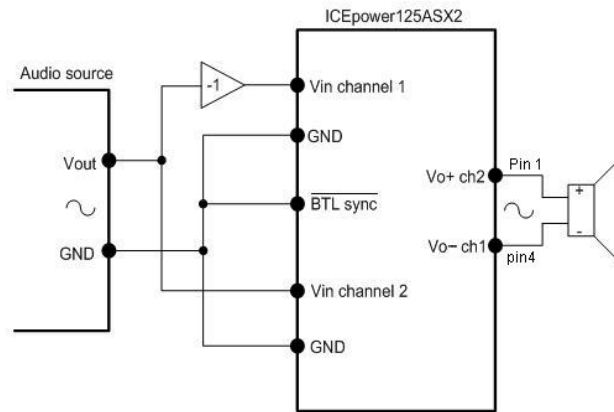 ICEpower125ASX2
Audio source
-1
Vin channel 1
Vout
GND
GND
BTL sync
Vin channel 2
GND
Vo+ ch2
Pin 1
Vo− ch1
pin4
+
-